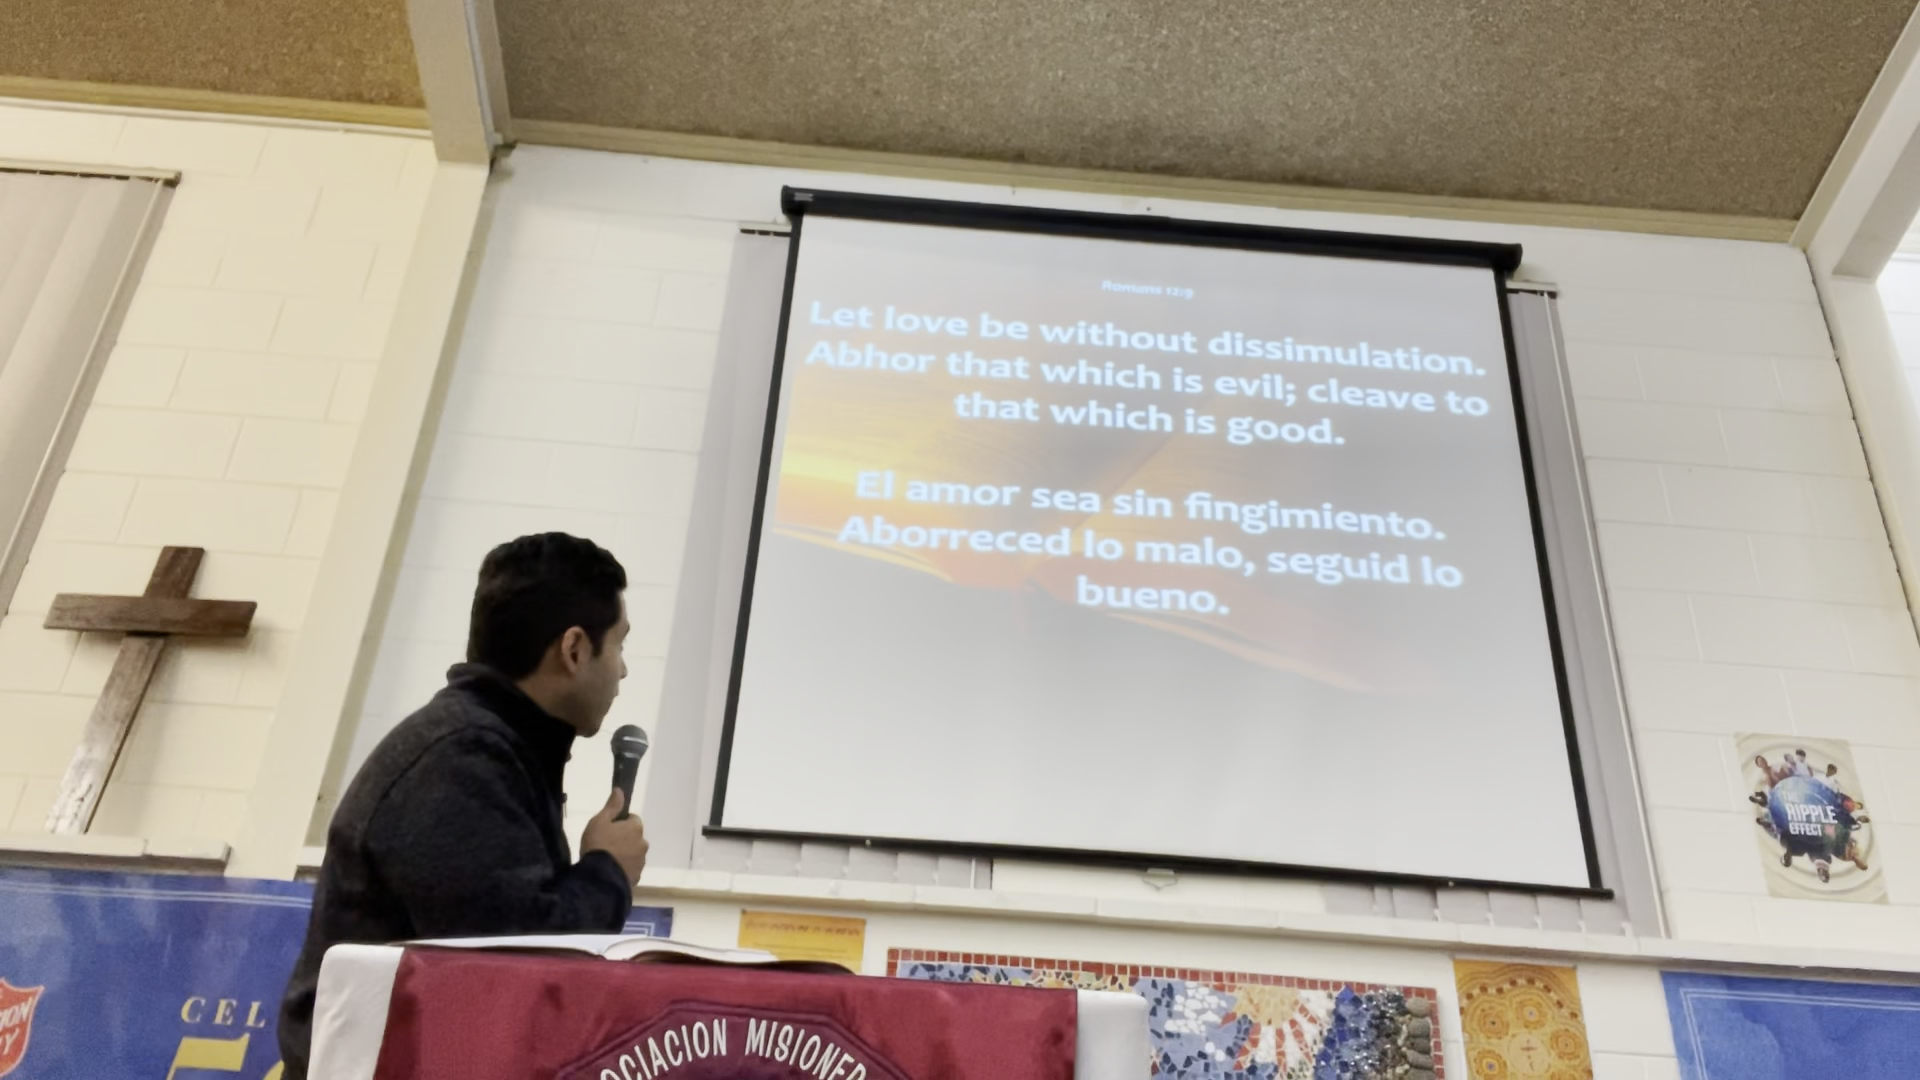 Romans 12:9
Let love be without dissimulation.
Abhor that which is evil; cleave to
that which is good.
El amor sea sin fingimiento.
Aborreced lo malo, seguid lo
bueno.
THE
RIPPLE
EFFECT
CEL
MISIONER